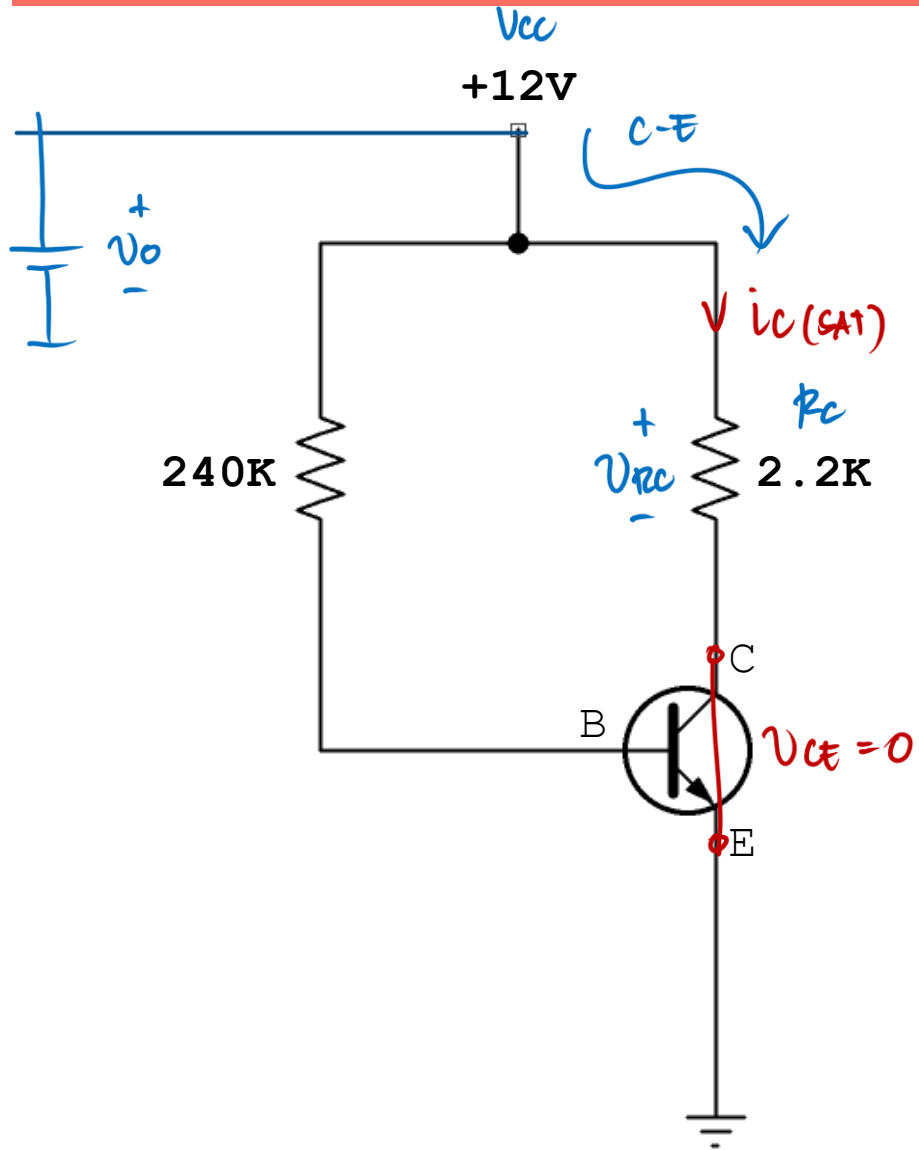 Vcc
+12V
C-E
+
Vo
−
ic(SAT)
Rc
+
VRC
−
240K
2.2K
C
B
VCE = 0
E